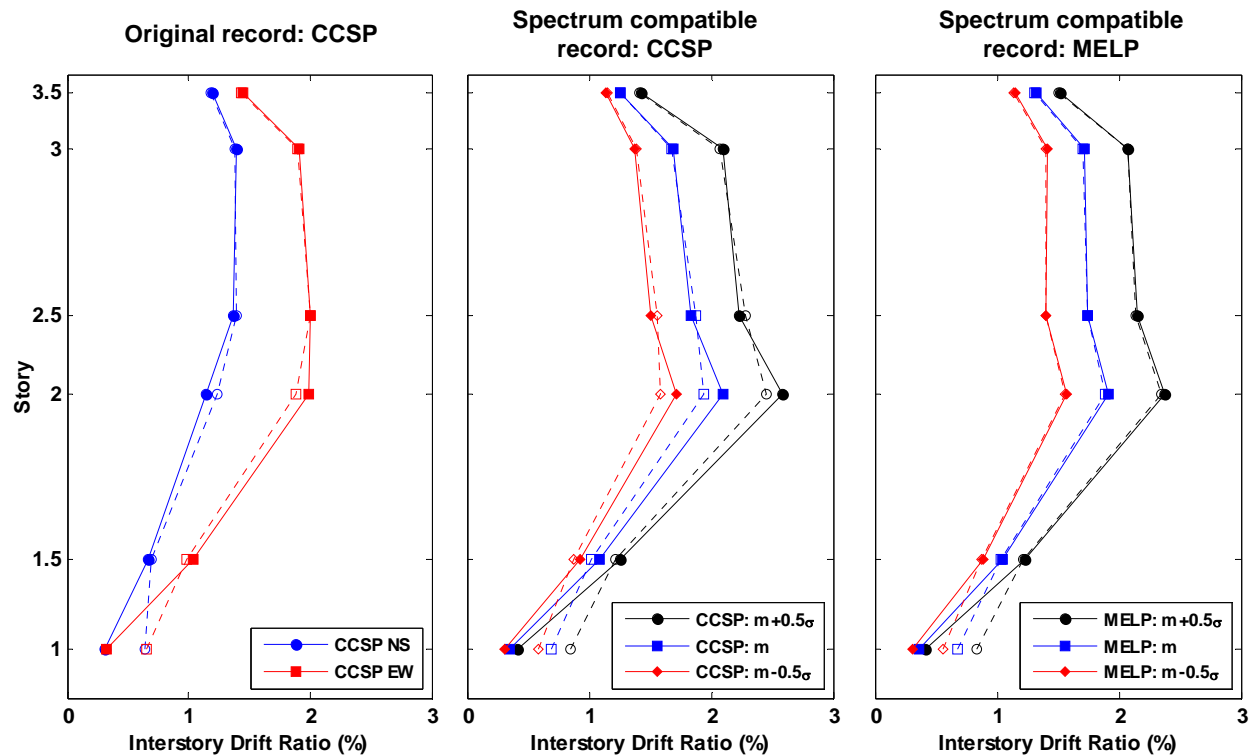 Original record: CCSP
Spectrum compatible
record: CCSP
Spectrum compatible
record: MELP
Story
3.5
3
2.5
2
1.5
1
CCSP NS
CCSP EW
CCSP: m+0.5σ
CCSP: m
CCSP: m-0.5σ
MELP: m+0.5σ
MELP: m
MELP: m-0.5σ
0 1 2 3
0 1 2 3
0 1 2 3
Interstory Drift Ratio (%)
Interstory Drift Ratio (%)
Interstory Drift Ratio (%)